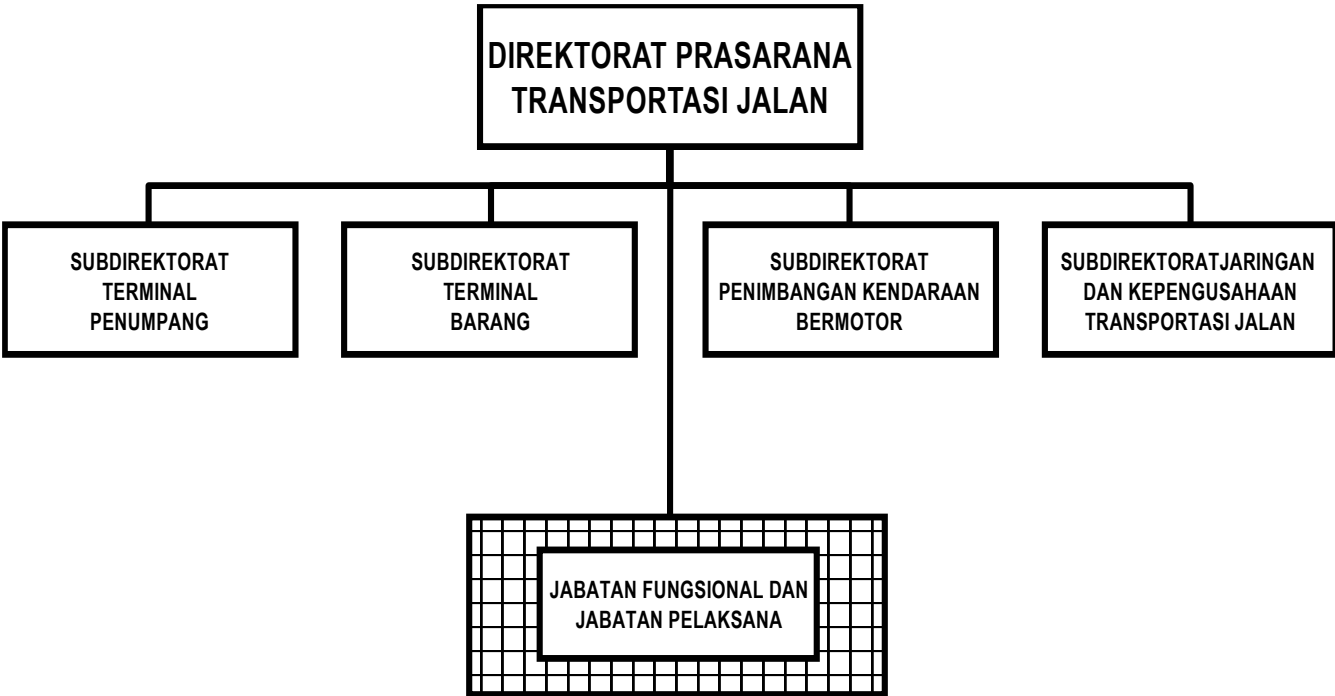 DIREKTORAT PRASARANA
TRANSPORTASI JALAN
SUBDIREKTORAT
TERMINAL
PENUMPANG
SUBDIREKTORAT
TERMINAL
BARANG
SUBDIREKTORAT
PENIMBANGAN KENDARAAN
BERMOTOR
SUBDIREKTORATJARINGAN
DAN KEPENGUSAHAAN
TRANSPORTASI JALAN
JABATAN FUNGSIONAL DAN
JABATAN PELAKSANA